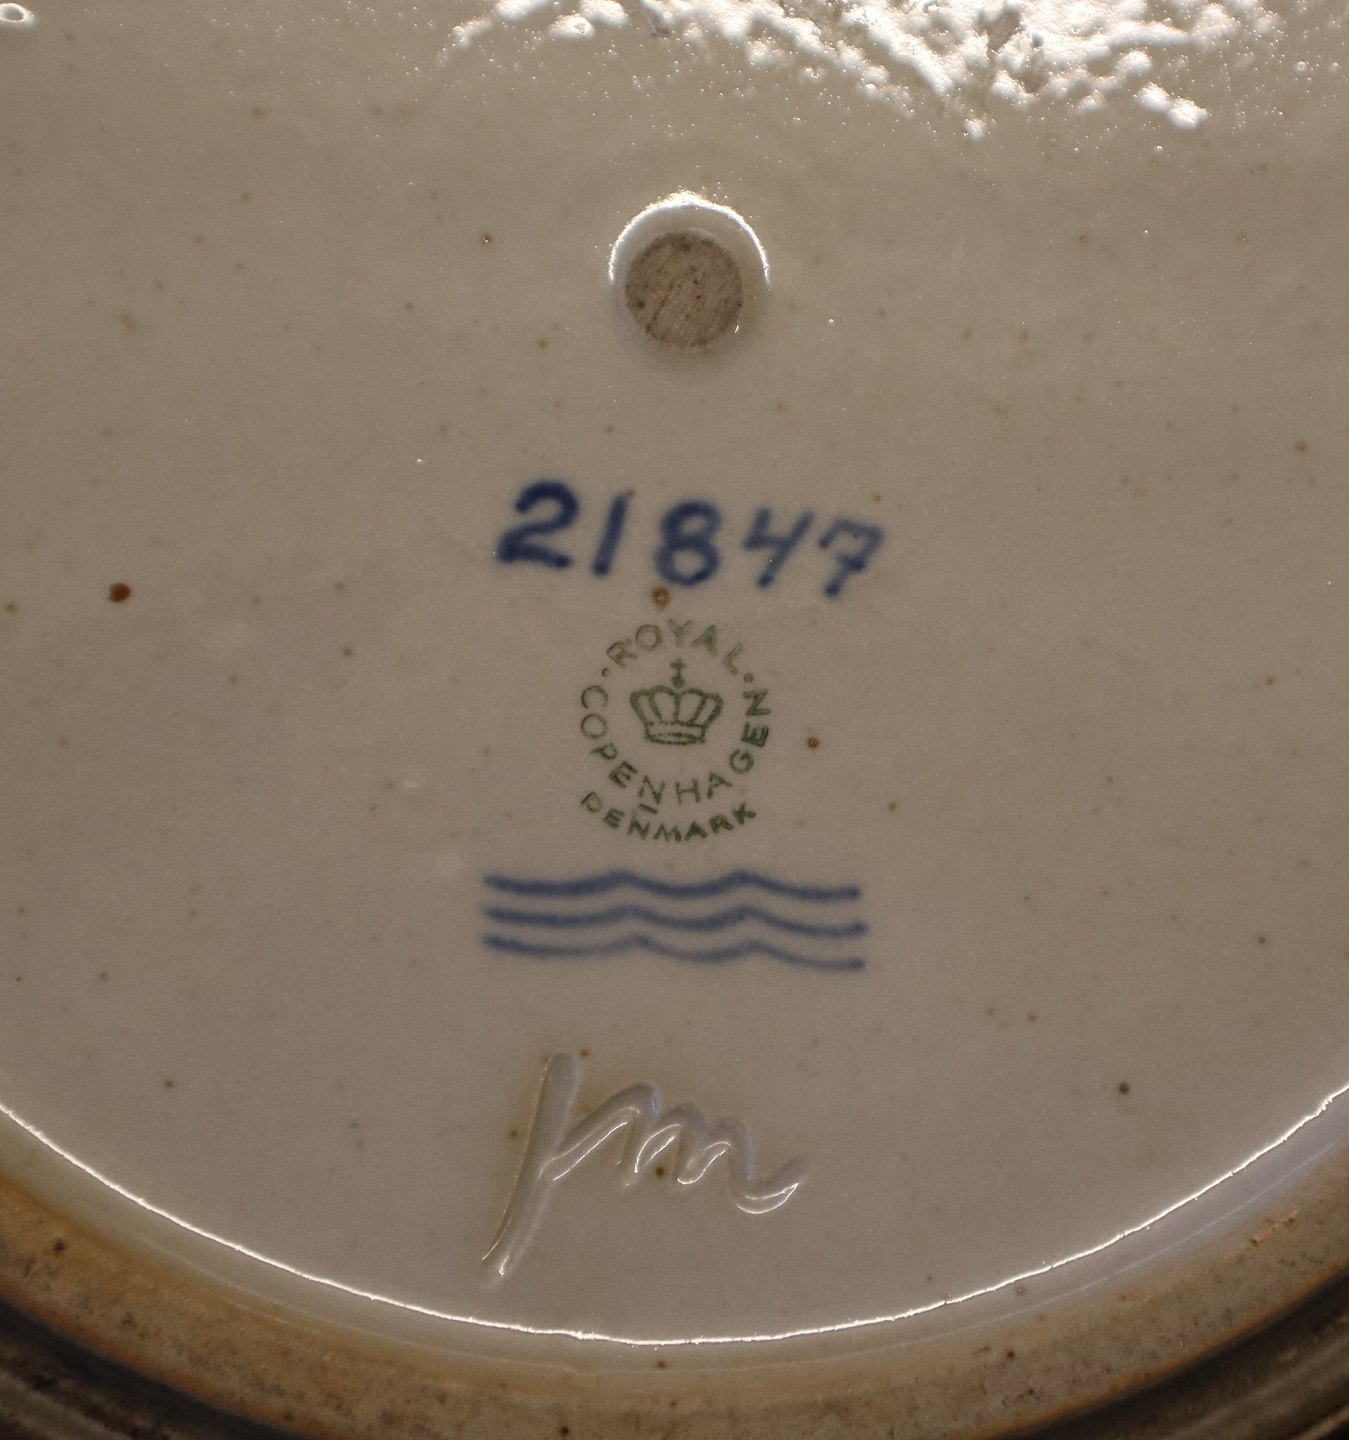 21847
ROYAL
COPENHAGEN
DENMARK